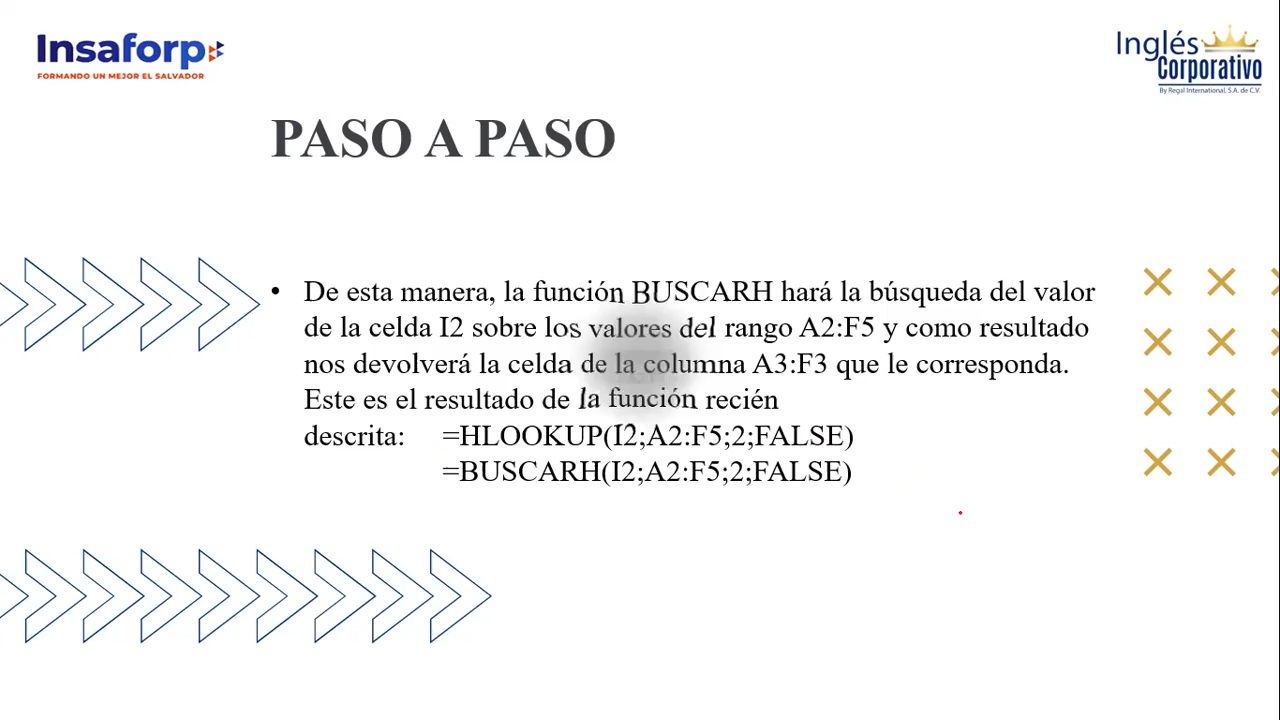 Insaforp
FORMANDO UN MEJOR EL SALVADOR
Inglés
Corporativo
By Regal International, S.A. de C.V.
PASO A PASO
• De esta manera, la función BUSCARH hará la búsqueda del valor
de la celda I2 sobre los valores del rango A2:F5 y como resultado
nos devolverá la celda de la columna A3:F3 que le corresponda.
Este es el resultado de la función recién
descrita: =HLOOKUP(I2;A2:F5;2;FALSE)
=BUSCARH(I2;A2:F5;2;FALSE)